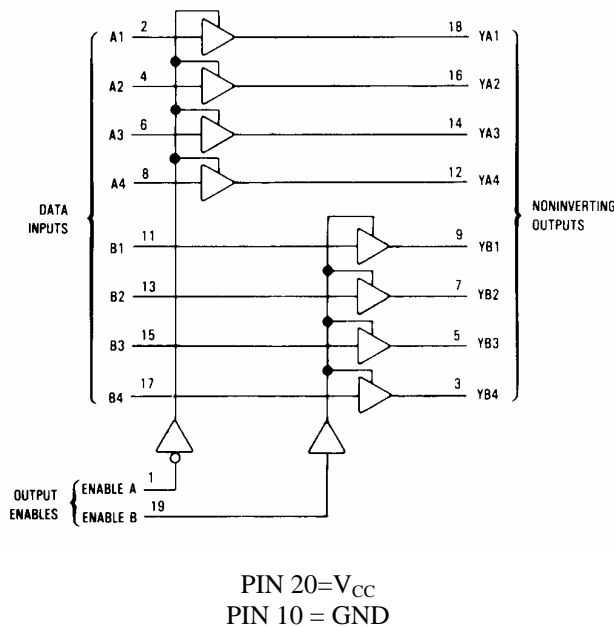 A1 2 18 YA1
A2 4 16 YA2
A3 6 14 YA3
A4 8 12 YA4
DATA INPUTS
NONINVERTING OUTPUTS
B1 11 9 YB1
B2 13 7 YB2
B3 15 5 YB3
B4 17 3 YB4
OUTPUT ENABLES
ENABLE A 1
ENABLE B 19
PIN 20=VCC
PIN 10 = GND